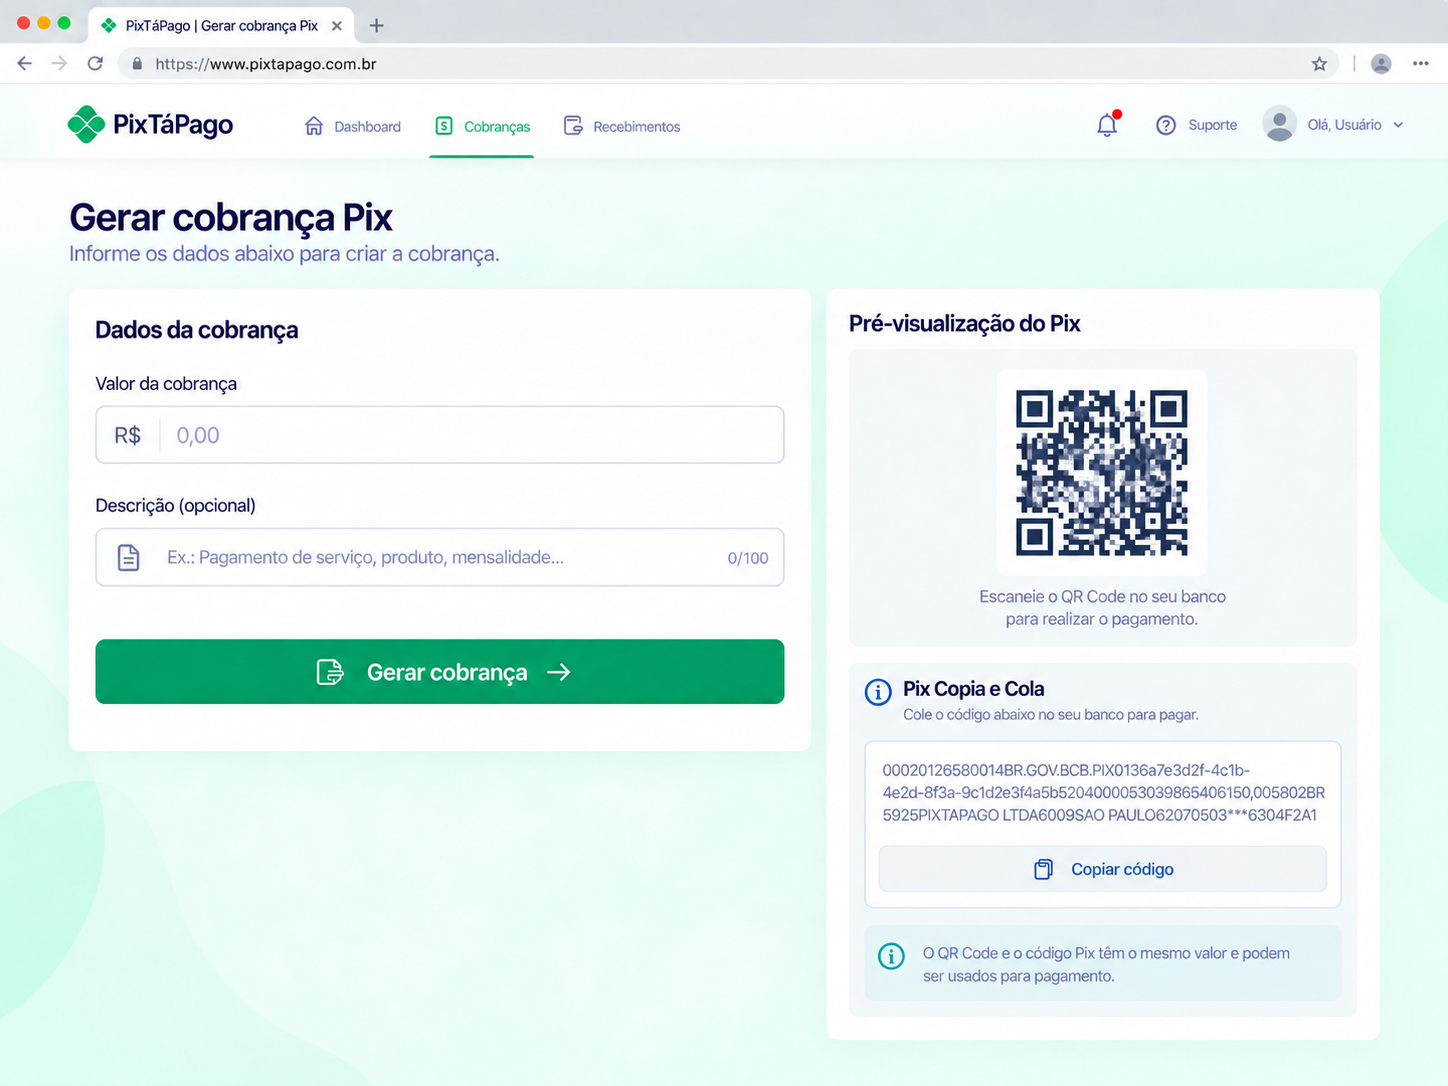 PixTáPago | Gerar cobrança Pix
https://www.pixtapago.com.br
PixTáPago
Dashboard
Cobranças
Recebimentos
Suporte
Olá, Usuário
Gerar cobrança Pix
Informe os dados abaixo para criar a cobrança.
Dados da cobrança
Valor da cobrança
R$ 0,00
Descrição (opcional)
Ex.: Pagamento de serviço, produto, mensalidade... 0/100
Gerar cobrança
Pré-visualização do Pix
Escaneie o QR Code no seu banco
para realizar o pagamento.
Pix Copia e Cola
Cole o código abaixo no seu banco para pagar.
00020126580014BR.GOV.BCB.PIX0136a7e3d2f-4c1b-
4e2d-8f3a-9c1d2e3f4a5b5204000053039865406150,005802BR
5925PIXTAPAGO LTDA6009SAO PAULO62070503***6304F2A1
Copiar código
O QR Code e o código Pix têm o mesmo valor e podem
ser usados para pagamento.